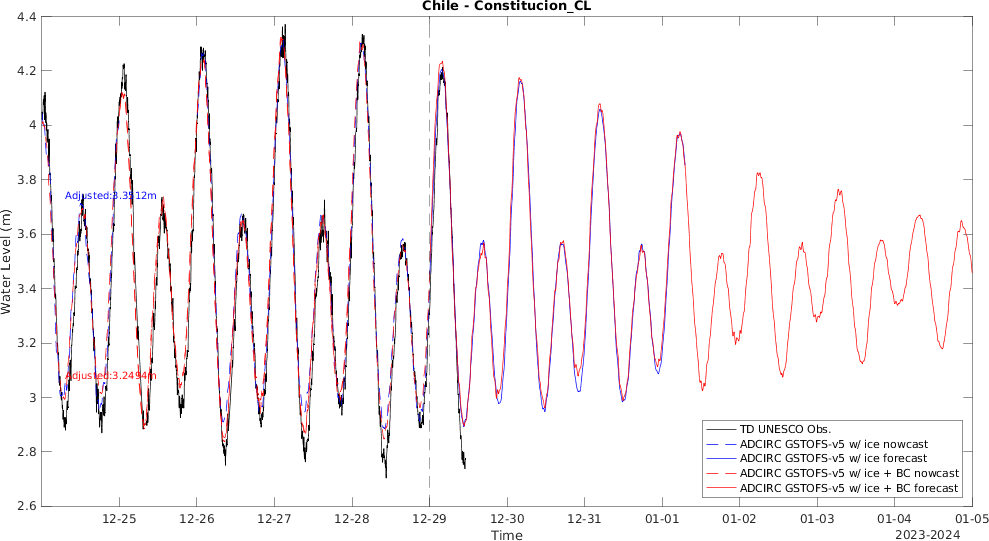 Chile - Constitucion_CL
4.4
4.2
4
3.8
3.6
3.4
3.2
3
2.8
2.6
Water Level (m)
Adjusted:3.3512m
Adjusted:3.2494m
TD UNESCO Obs.
ADCIRC GSTOFS-v5 w/ ice nowcast
ADCIRC GSTOFS-v5 w/ ice forecast
ADCIRC GSTOFS-v5 w/ ice + BC nowcast
ADCIRC GSTOFS-v5 w/ ice + BC forecast
12-25 12-26 12-27 12-28 12-29 12-30 12-31 01-01 01-02 01-03 01-04 01-05
Time
2023-2024